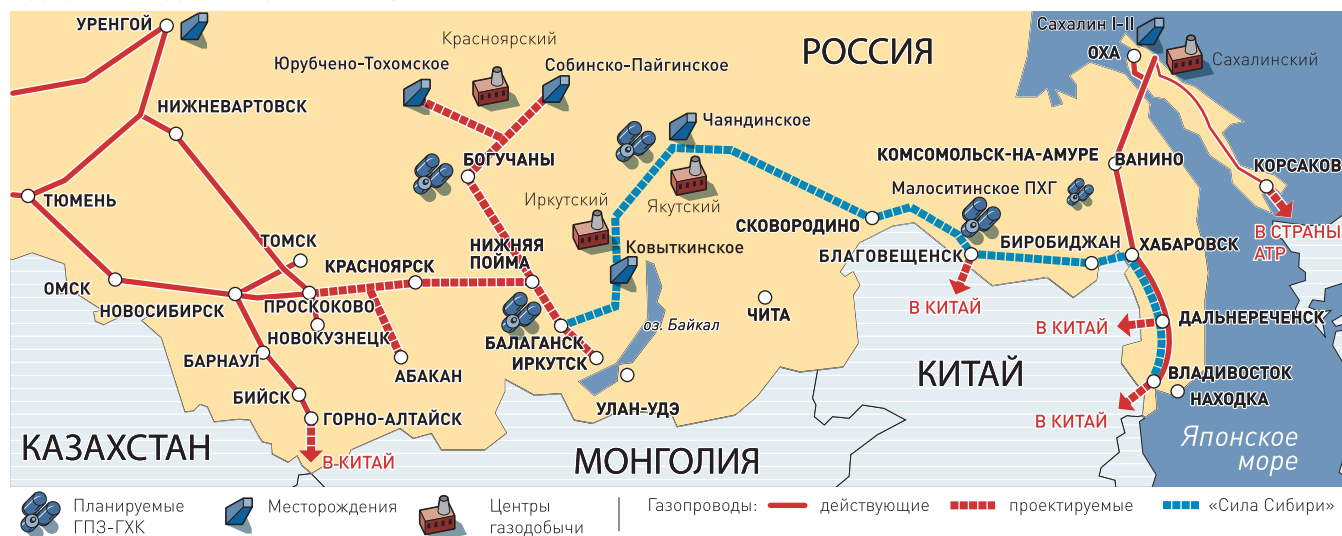 УРЕНГОЙ
Красноярский
Юрубчено-Тохомское
Собинско-Пайгинское
РОССИЯ
Сахалин I-II
ОХА
Сахалинский
НИЖНЕВАРТОВСК
Чаяндинское
БОГУЧАНЫ
КОМСОМОЛЬСК-НА-АМУРЕ
ВАНИНО
КОРСАКОВ
Малоситинское ПХГ
ТЮМЕНЬ
Иркутский
Якутский
СКОВОРОДИНО
В СТРАНЫ
АТР
ТОМСК
НИЖНЯЯ
ПОЙМА
Ковыткинское
БЛАГОВЕЩЕНСК
БИРОБИДЖАН
ХАБАРОВСК
КРАСНОЯРСК
ОМСК
НОВОСИБИРСК
ПРОСКОКОВО
В КИТАЙ
НОВОКУЗНЕЦК
БАЛАГАНСК
оз. Байкал
ЧИТА
В КИТАЙ
ДАЛЬНЕРЕЧЕНСК
БАРНАУЛ
АБАКАН
ИРКУТСК
КИТАЙ
ВЛАДИВОСТОК
БИЙСК
УЛАН-УДЭ
НАХОДКА
ГОРНО-АЛТАЙСК
В КИТАЙ
КАЗАХСТАН
В КИТАЙ
МОНГОЛИЯ
Японское
море
Планируемые
ГПЗ-ГХК
Месторождения
Центры
газодобычи
Газопроводы:
действующие
проектируемые
«Сила Сибири»